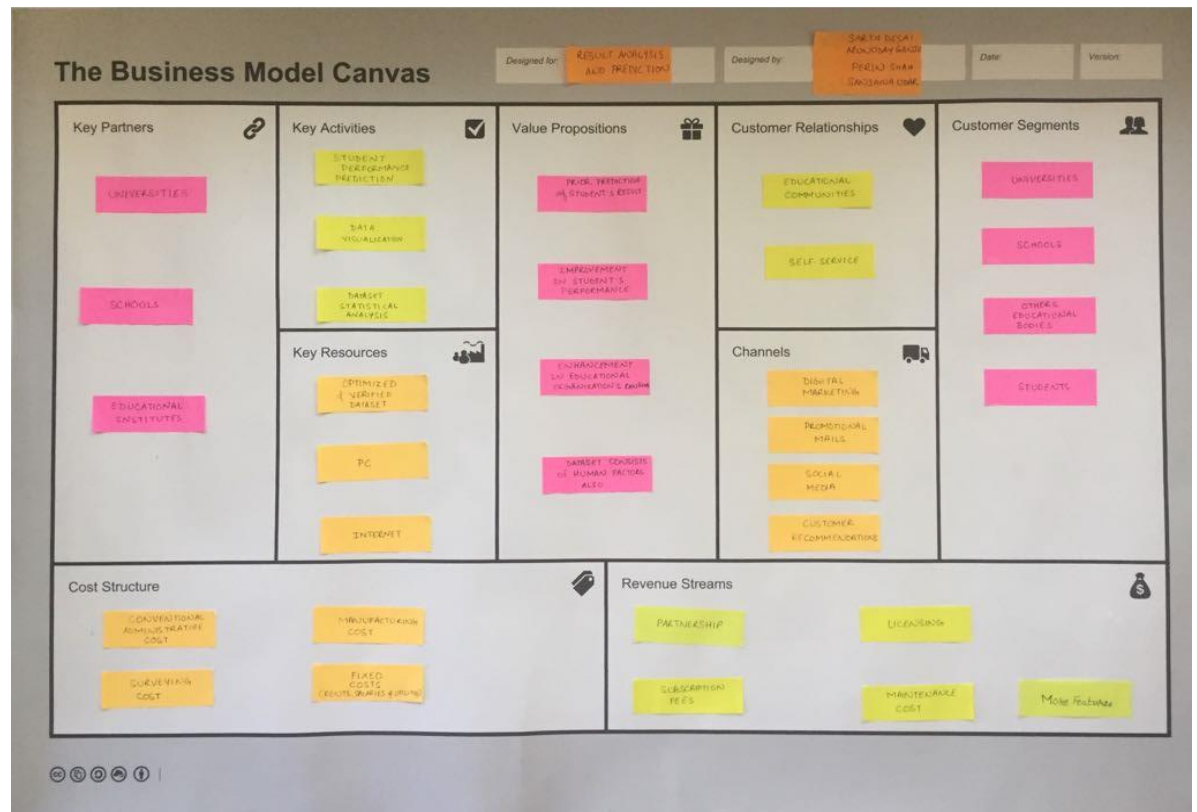 The Business Model Canvas
Designed for:
RESULT ANALYSIS
AND PREDICTION
Designed by:
SARTH DESAI
PERIN SHAH
SANJANA
Date:
Version:
Key Partners
UNIVERSITIES
SCHOOLS
EDUCATIONAL
INSTITUTES
Key Activities
STUDENT
PERFORMANCE
PREDICTION
DATA
VISUALIZATION
DATASET
STATISTICAL
ANALYSIS
Key Resources
OPTIMIZED
& VERIFIED
DATASET
PC
INTERNET
Value Propositions
PRIOR PREDICTION
of STUDENT'S RESULT
IMPROVEMENT
IN STUDENT'S
PERFORMANCE
ENHANCEMENT
IN EDUCATIONAL
ORGANIZATION'S
DATASET CONSISTS
OF HUMAN FACTORS
ALSO
Customer Relationships
EDUCATIONAL
COMMUNITIES
SELF-SERVICE
Channels
DIGITAL
MARKETING
PROMOTIONAL
MAILS
SOCIAL
MEDIA
CUSTOMER
RECOMMENDATIONS
Customer Segments
UNIVERSITIES
SCHOOLS
OTHERS
EDUCATIONAL
BODIES
STUDENTS
Cost Structure
CONVENTIONAL
ADMINISTRATIVE
COST
MANUFACTURING
COST
SURVEYING
COST
FIXED
COSTS
Revenue Streams
PARTNERSHIP
LICENSING
SUBSCRIPTION
FEES
MAINTENANCE
COST
More Features